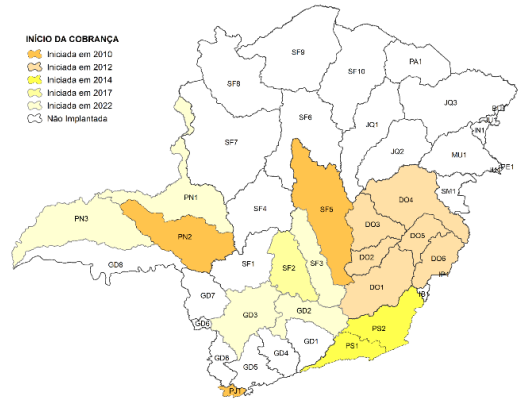 INÍCIO DA COBRANÇA
Iniciada em 2010
Iniciada em 2012
Iniciada em 2014
Iniciada em 2017
Iniciada em 2022
Não Implantada
SF9
SF10
PA1
SF8
JQ3
SF6
JQ1
IN1
SF7
JQ2
MU1
PE1
PN1
SF4
SF5
DO4
SM1
PN3
PN2
DO3
DO5
GD8
SF1
SF2
SF3
DO2
DO6
IP1
GD7
DO1
IB1
GD3
GD2
GD6
PS2
GD1
PS1
GD4
GD5
PJ1